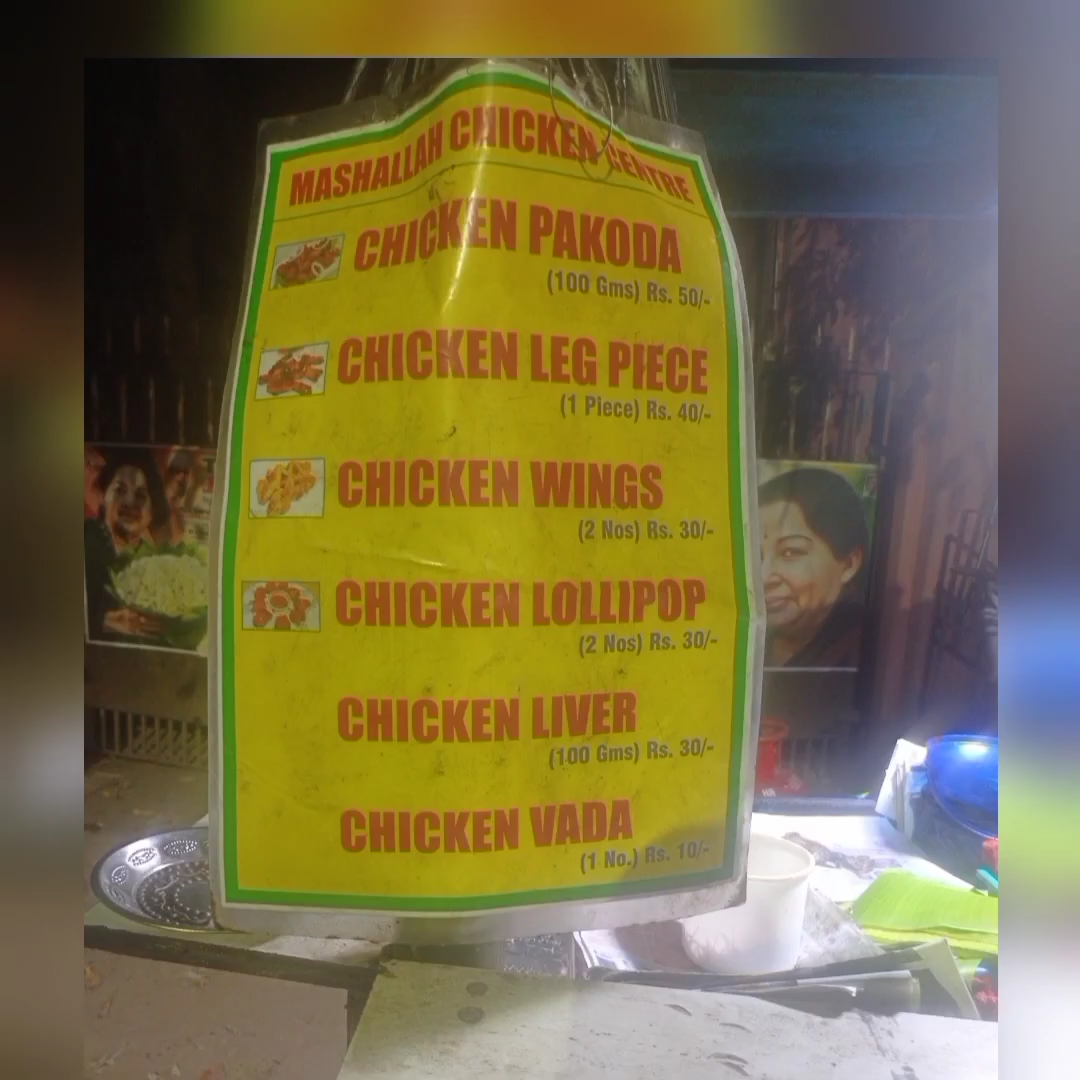 MASHALLAH CHICKEN CENTRE
CHICKEN PAKODA
(100 Gms) Rs. 50/-
CHICKEN LEG PIECE
(1 Piece) Rs. 40/-
CHICKEN WINGS
(2 Nos) Rs. 30/-
CHICKEN LOLLIPOP
(2 Nos) Rs. 30/-
CHICKEN LIVER
(100 Gms) Rs. 30/-
CHICKEN VADA
(1 No.) Rs. 10/-